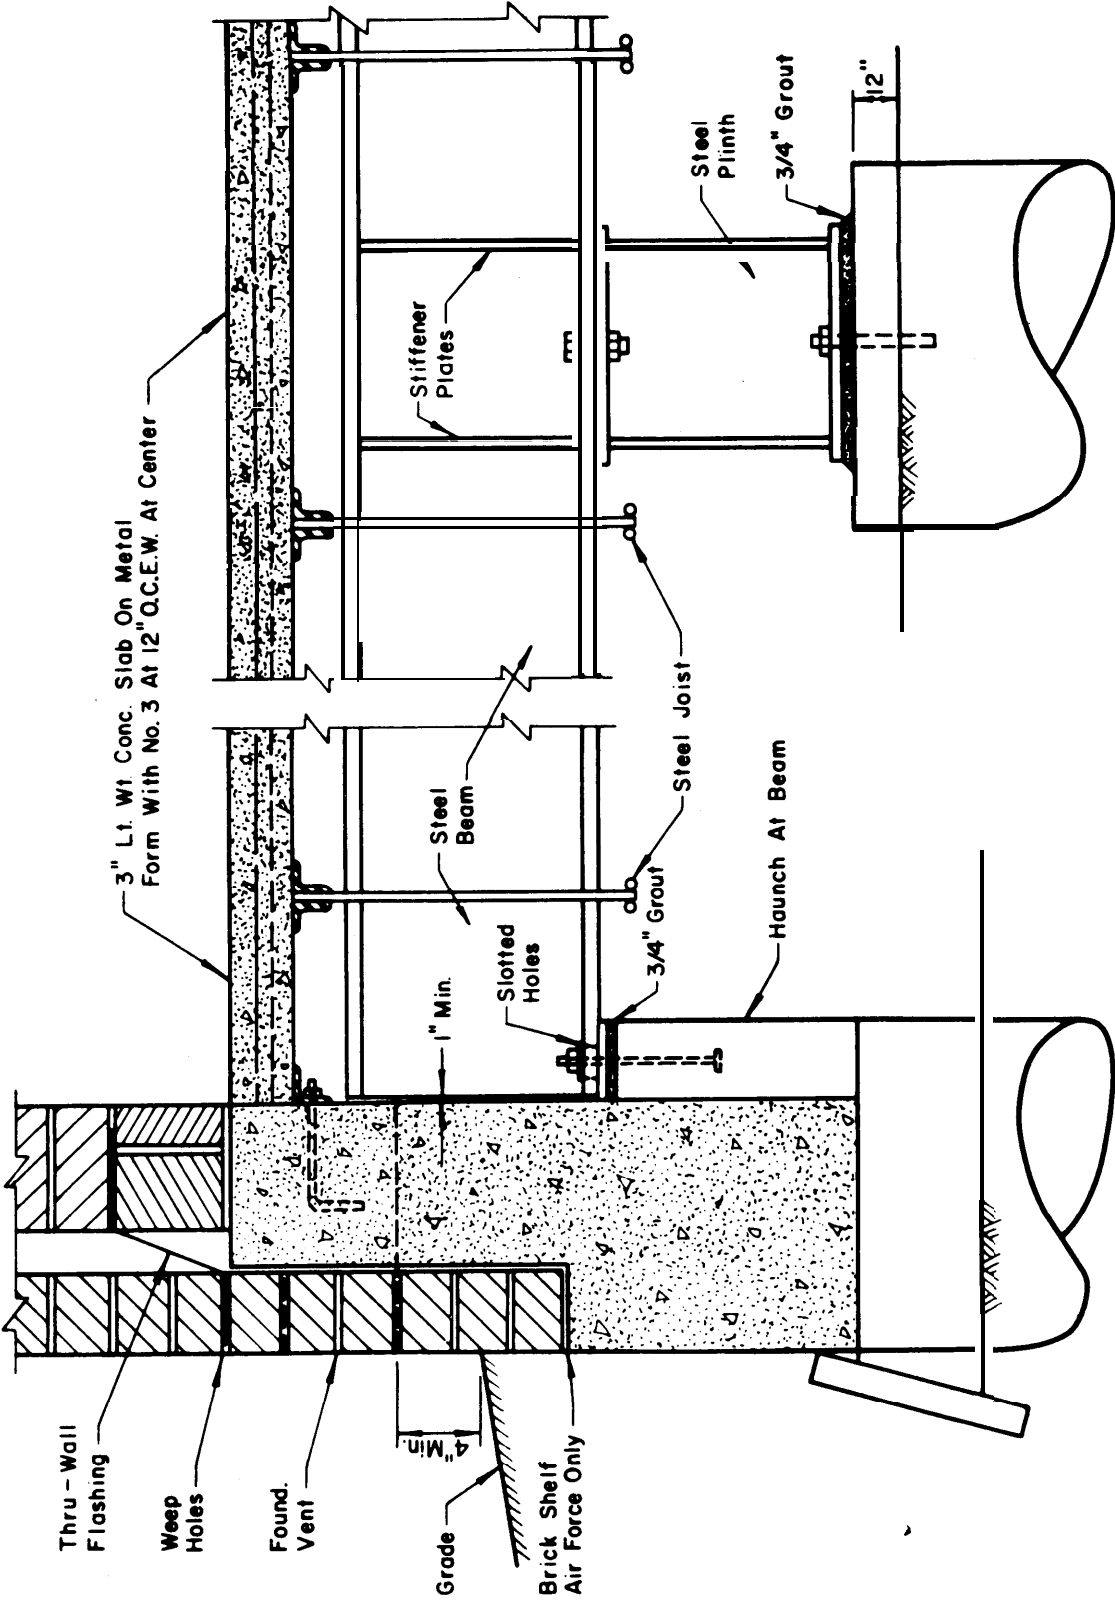 3" Lt. Wt. Conc. Slab On Metal
Form With No. 3 At 12" O.C.E.W. At Center
Thru-Wall
Flashing
Weep
Holes
Found.
Vent
4" Min.
Grade
Brick Shelf
Air Force Only
1" Min.
Slotted
Holes
3/4" Grout
Haunch At Beam
Steel
Beam
Steel Joist
Stiffener
Plates
Steel
Plinth
3/4" Grout
12"